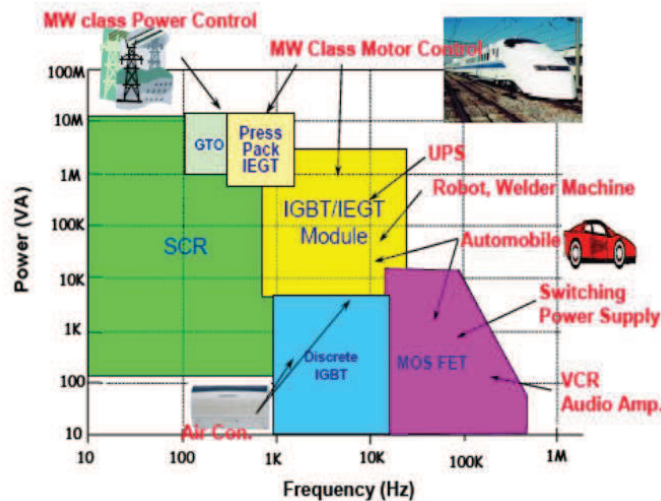 MW class Power Control
MW Class Motor Control
100M
10M
1M
100K
10K
1K
100
10
Power (VA)
GTO
Press
Pack
IEGT
SCR
IGBT/IEGT
Module
Discrete
IGBT
MOS FET
UPS
Robot, Welder Machine
Automobile
Switching
Power Supply
VCR
Audio Amp.
Air Con.
10
100
1K
10K
100K
1M
Frequency (Hz)